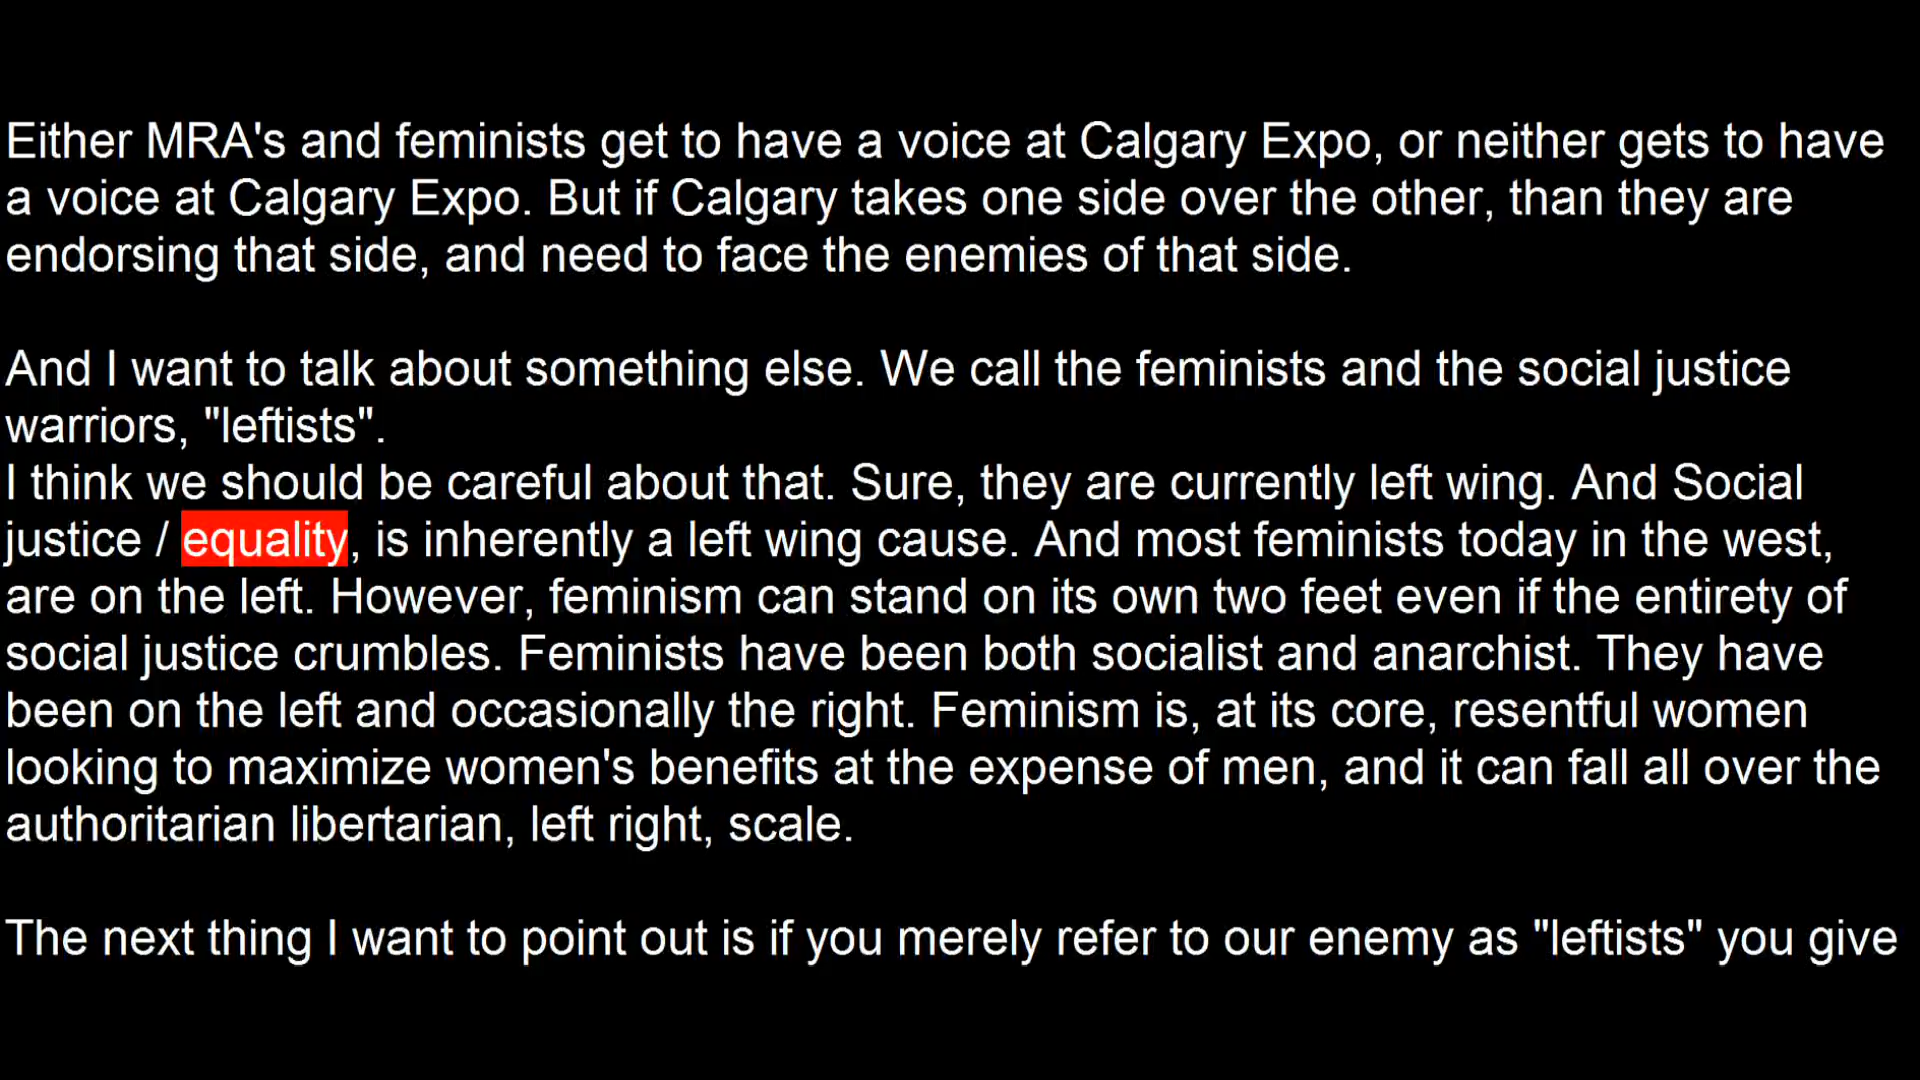 Either MRA's and feminists get to have a voice at Calgary Expo, or neither gets to have
a voice at Calgary Expo. But if Calgary takes one side over the other, than they are
endorsing that side, and need to face the enemies of that side.
And I want to talk about something else. We call the feminists and the social justice
warriors, "leftists".
I think we should be careful about that. Sure, they are currently left wing. And Social
justice / equality, is inherently a left wing cause. And most feminists today in the west,
are on the left. However, feminism can stand on its own two feet even if the entirety of
social justice crumbles. Feminists have been both socialist and anarchist. They have
been on the left and occasionally the right. Feminism is, at its core, resentful women
looking to maximize women's benefits at the expense of men, and it can fall all over the
authoritarian libertarian, left right, scale.
The next thing I want to point out is if you merely refer to our enemy as "leftists" you give